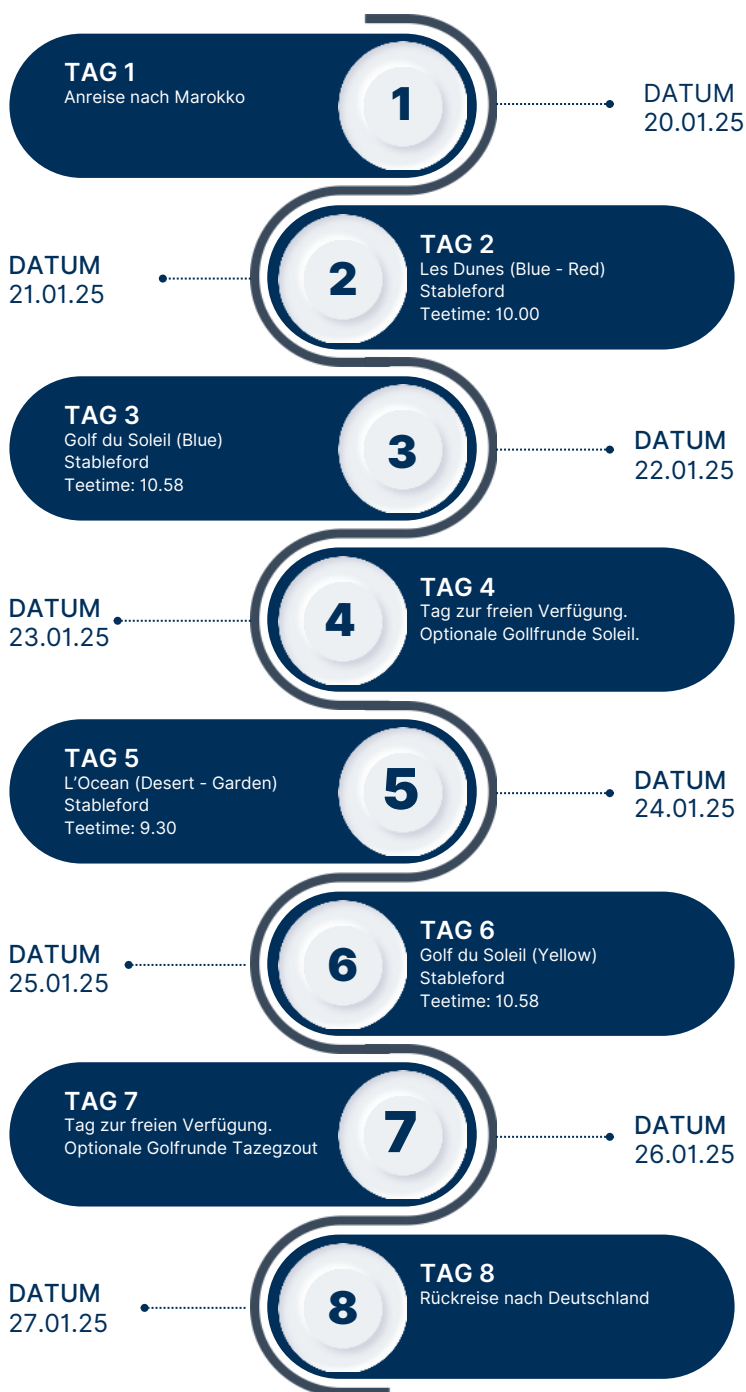 TAG 1
Anreise nach Marokko
1
DATUM
20.01.25
DATUM
21.01.25
2
TAG 2
Les Dunes (Blue - Red)
Stableford
Teetime: 10.00
TAG 3
Golf du Soleil (Blue)
Stableford
Teetime: 10.58
3
DATUM
22.01.25
DATUM
23.01.25
4
TAG 4
Tag zur freien Verfügung.
Optionale Gollfrunde Soleil.
TAG 5
L’Ocean (Desert - Garden)
Stableford
Teetime: 9.30
5
DATUM
24.01.25
DATUM
25.01.25
6
TAG 6
Golf du Soleil (Yellow)
Stableford
Teetime: 10.58
TAG 7
Tag zur freien Verfügung.
Optionale Golfrunde Tazegzout
7
DATUM
26.01.25
DATUM
27.01.25
8
TAG 8
Rückreise nach Deutschland